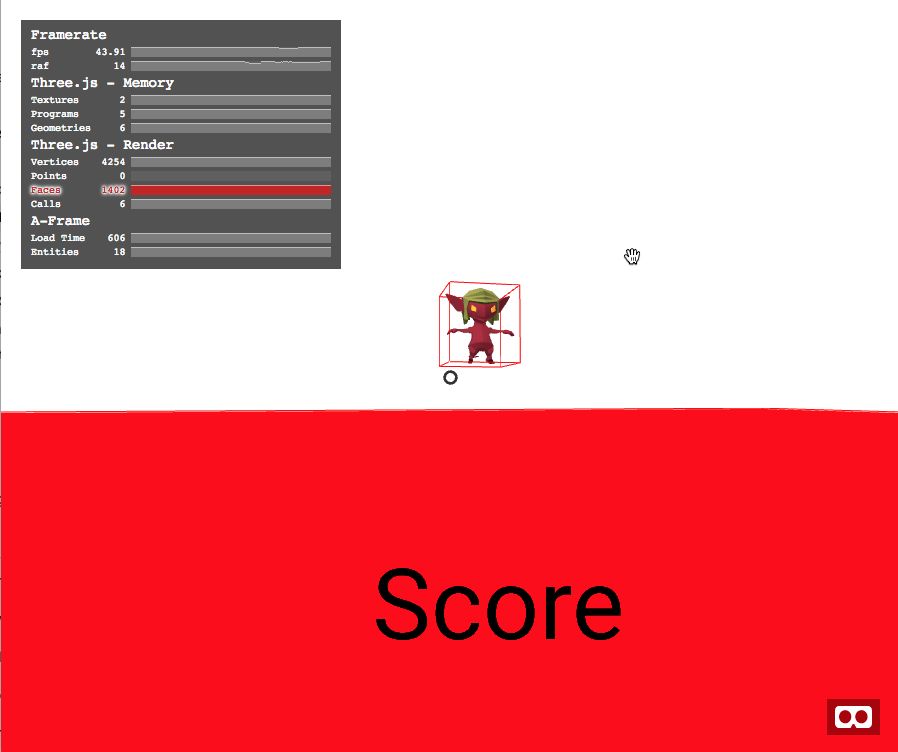 Framerate
fps 43.91
raf 14
Three.js - Memory
Textures 2
Programs 5
Geometries 6
Three.js - Render
Vertices 4254
Points 0
Faces 1402
Calls 6
A-Frame
Load Time 606
Entities 18
Score